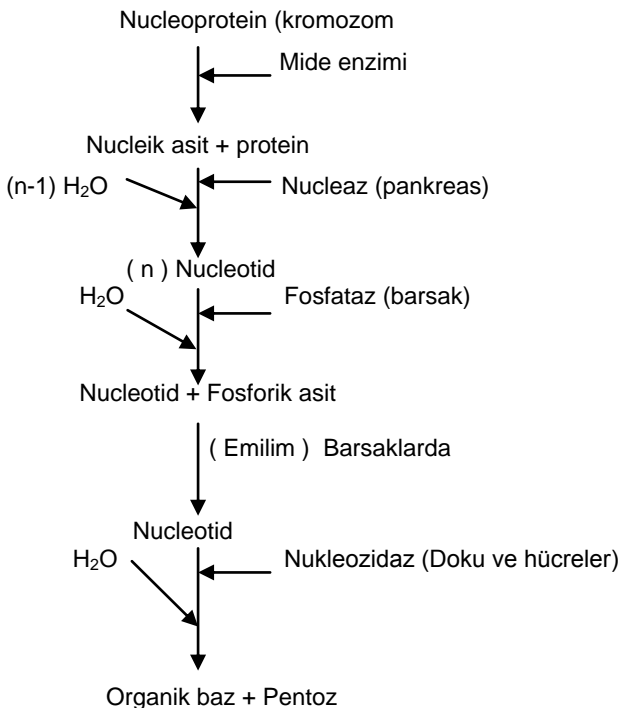 Nucleoprotein (kromozom
Mide enzimi
Nucleik asit + protein
(n-1) H₂O
Nucleaz (pankreas)
( n ) Nucleotid
H₂O
Fosfataz (barsak)
Nucleotid + Fosforik asit
( Emilim ) Barsaklarda
Nucleotid
H₂O
Nukleozidaz (Doku ve hücreler)
Organik baz + Pentoz